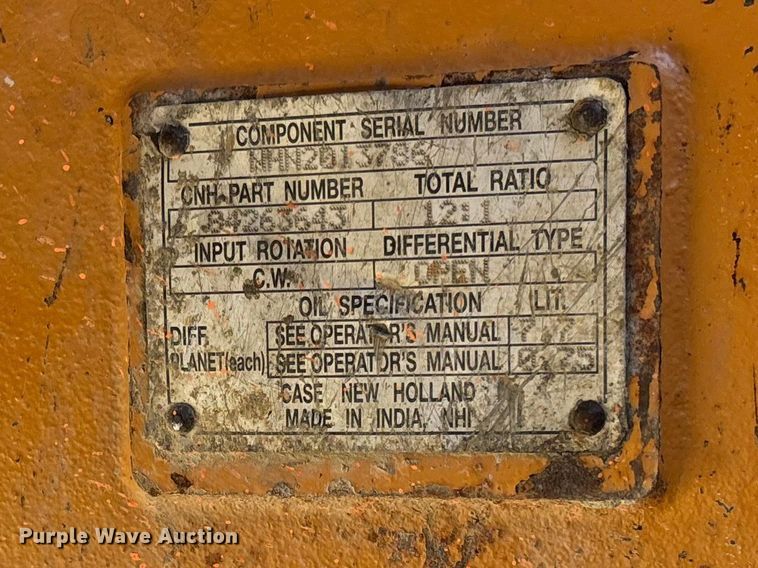 COMPONENT SERIAL NUMBER
CNH PART NUMBER TOTAL RATIO
84263643 12:1
INPUT ROTATION DIFFERENTIAL TYPE
C.W. OPEN
OIL SPECIFICATION LIT.
DIFF. SEE OPERATOR'S MANUAL
PLANET(each) SEE OPERATOR'S MANUAL
CASE NEW HOLLAND
MADE IN INDIA, NHI
Purple Wave Auction